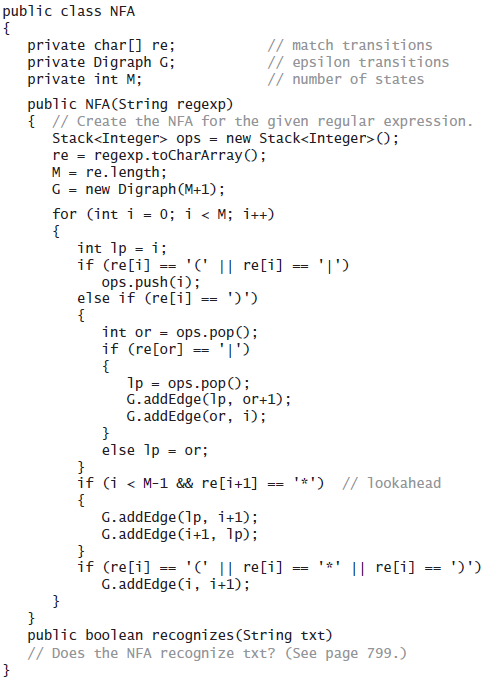 public class NFA
{
   private char[] re;               // match transitions
   private Digraph G;               // epsilon transitions
   private int M;                   // number of states
   public NFA(String regexp)
   {  // Create the NFA for the given regular expression.
      Stack<Integer> ops = new Stack<Integer>();
      re = regexp.toCharArray();
      M = re.length;
      G = new Digraph(M+1);
      for (int i = 0; i < M; i++)
      {
         int lp = i;
         if (re[i] == '(' || re[i] == '|')
            ops.push(i);
         else if (re[i] == ')')
         {
            int or = ops.pop();
            if (re[or] == '|')
            {
               lp = ops.pop();
               G.addEdge(lp, or+1);
               G.addEdge(or, i);
            }
            else lp = or;
         }
         if (i < M-1 && re[i+1] == '*')  // lookahead
         {
            G.addEdge(lp, i+1);
            G.addEdge(i+1, lp);
         }
         if (re[i] == '(' || re[i] == '*' || re[i] == ')')
            G.addEdge(i, i+1);
      }
   }
   public boolean recognizes(String txt)
   // Does the NFA recognize txt? (See page 799.)
}